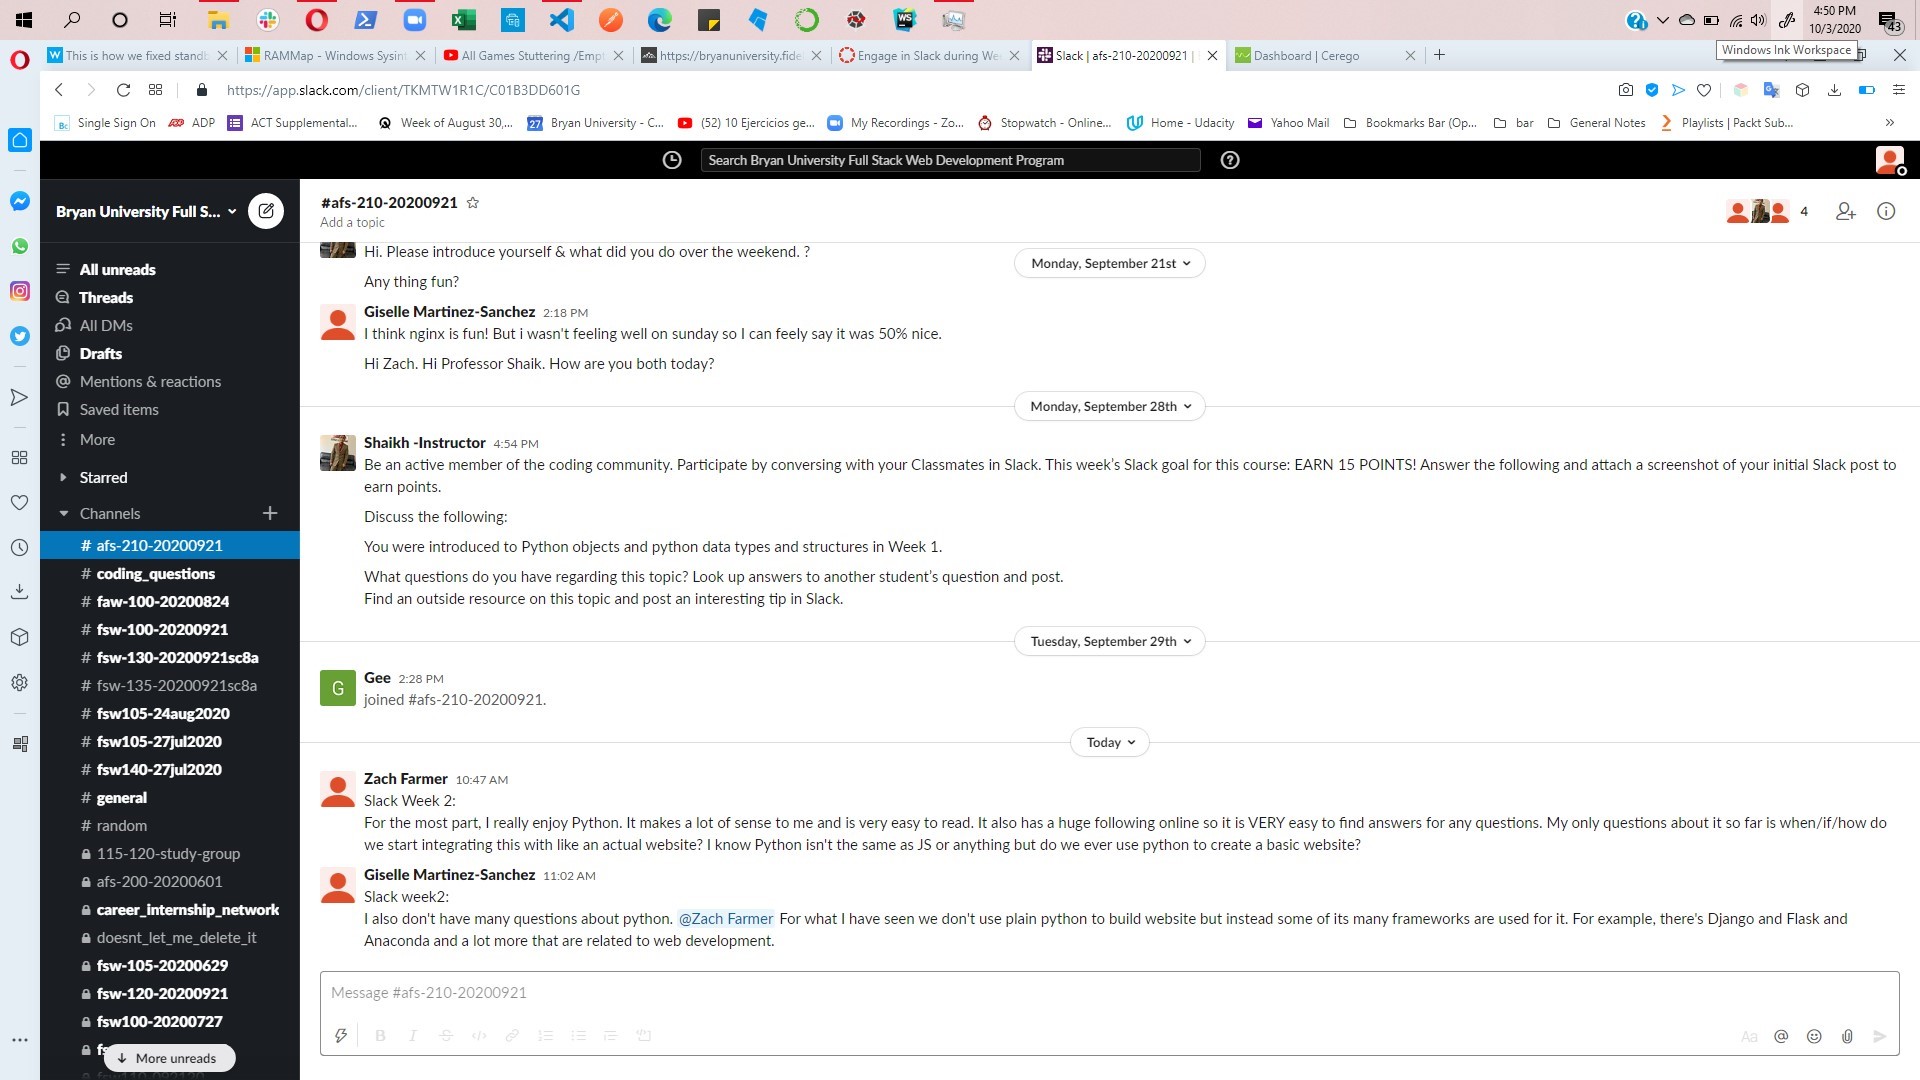 4:50 PM
10/3/2020
43
Windows Ink Workspace
This is how we fixed standb
RAMMap - Windows Sysin
All Games Stuttering /Empt
https://bryanuniversity.fide
Engage in Slack during We
Slack | afs-210-20200921 |
Dashboard | Cerego
https://app.slack.com/client/TKMTW1R1C/C01B3DD601G
Single Sign On
ADP
ACT Supplemental...
Week of August 30,...
27
Bryan University - C...
(52) 10 Ejercicios ge...
My Recordings - Zo...
Stopwatch - Online...
Home - Udacity
Yahoo Mail
Bookmarks Bar (Op...
bar
General Notes
Playlists | Packt Sub...
Search Bryan University Full Stack Web Development Program
Bryan University Full S...
All unreads
Threads
All DMs
Drafts
Mentions & reactions
Saved items
More
Starred
Channels
# afs-210-20200921
# coding_questions
# faw-100-20200824
# fsw-100-20200921
# fsw-130-20200921sc8a
# fsw-135-20200921sc8a
# fsw105-24aug2020
# fsw105-27jul2020
# fsw140-27jul2020
# general
# random
115-120-study-group
afs-200-20200601
career_internship_network
doesnt_let_me_delete_it
fsw-105-20200629
fsw-120-20200921
fsw100-20200727
More unreads
#afs-210-20200921
Add a topic
4
Hi. Please introduce yourself & what did you do over the weekend. ?
Monday, September 21st
Any thing fun?
Giselle Martinez-Sanchez 2:18 PM
I think nginx is fun! But i wasn't feeling well on sunday so I can feely say it was 50% nice.
Hi Zach. Hi Professor Shaik. How are you both today?
Monday, September 28th
Shaikh -Instructor 4:54 PM
Be an active member of the coding community. Participate by conversing with your Classmates in Slack. This week's Slack goal for this course: EARN 15 POINTS! Answer the following and attach a screenshot of your initial Slack post to
earn points.
Discuss the following:
You were introduced to Python objects and python data types and structures in Week 1.
What questions do you have regarding this topic? Look up answers to another student's question and post.
Find an outside resource on this topic and post an interesting tip in Slack.
Tuesday, September 29th
G
Gee 2:28 PM
joined #afs-210-20200921.
Today
Zach Farmer 10:47 AM
Slack Week 2:
For the most part, I really enjoy Python. It makes a lot of sense to me and is very easy to read. It also has a huge following online so it is VERY easy to find answers for any questions. My only questions about it so far is when/if/how do
we start integrating this with like an actual website? I know Python isn't the same as JS or anything but do we ever use python to create a basic website?
Giselle Martinez-Sanchez 11:02 AM
Slack week2:
I also don't have many questions about python. @Zach Farmer For what I have seen we don't use plain python to build website but instead some of its many frameworks are used for it. For example, there's Django and Flask and
Anaconda and a lot more that are related to web development.
Message #afs-210-20200921